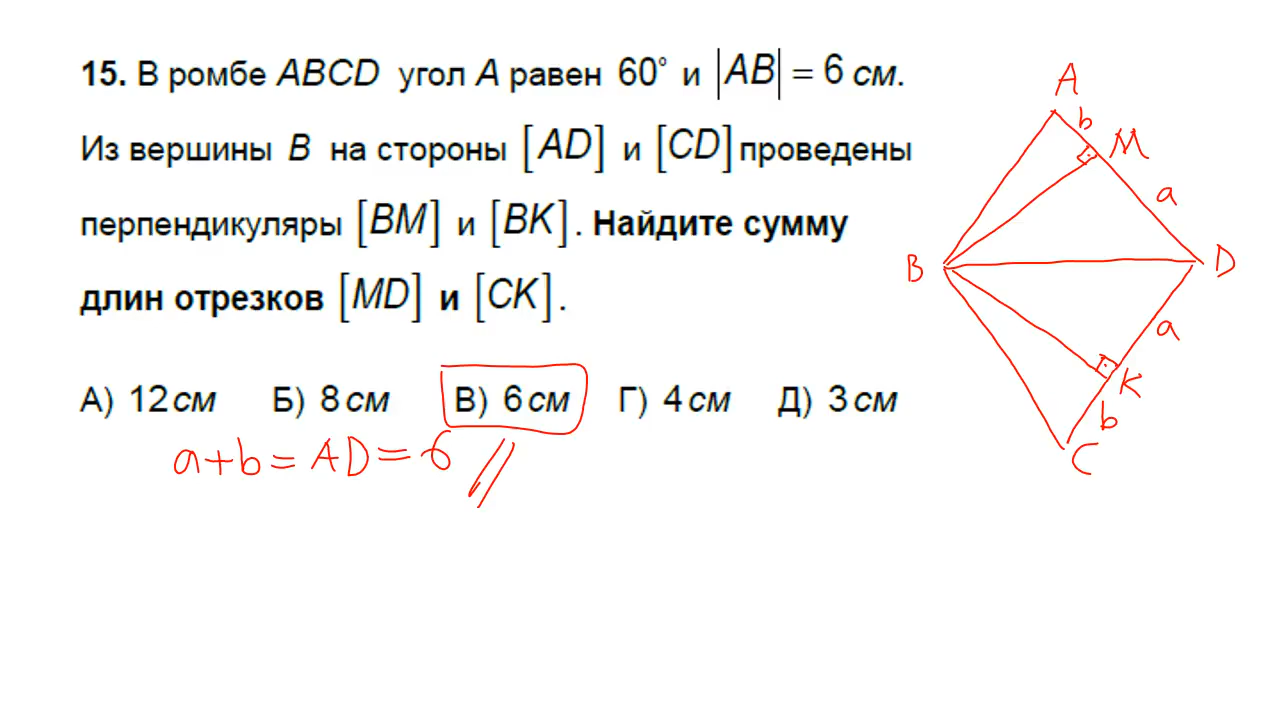 15. В ромбе ABCD угол A равен 60° и |AB| = 6 см.
Из вершины B на стороны [AD] и [CD] проведены
перпендикуляры [BM] и [BK]. Найдите сумму
длин отрезков [MD] и [CK].
А) 12 см Б) 8 см В) 6 см Г) 4 см Д) 3 см
a+b=AD=6
A
b
M
a
B
D
a
K
b
C